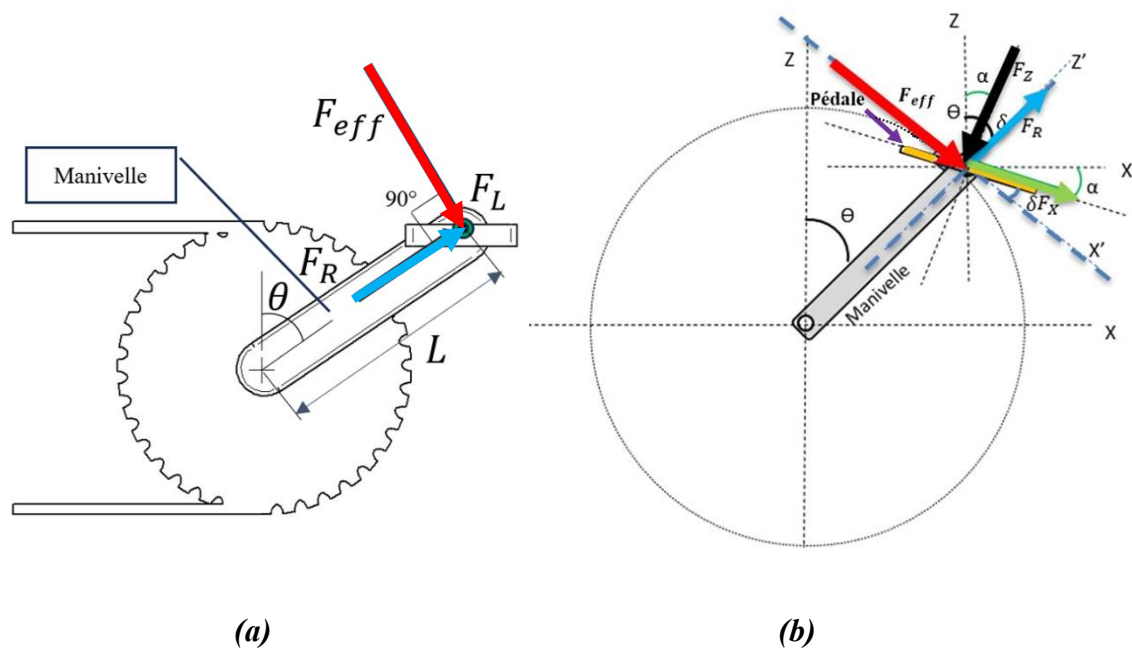 F_eff
Manivelle
90°
F_L
F_R
θ
L
(a)
Z
Z
Z'
α
F_Z
F_eff
Pédale
Θ
δ
F_R
X
α
δF_X
Θ
X'
Manivelle
X
(b)